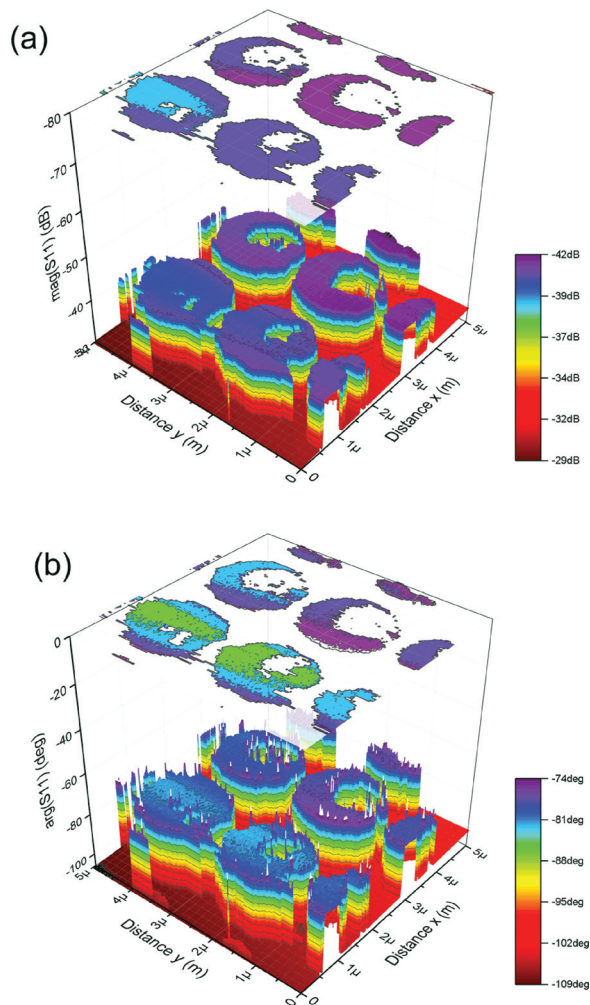 (a)
-80
-70
-60
-50
-40
mag(S11) (dB)
5µ
4µ
3µ
2µ
1µ
0
Distance y (m)
0
1µ
2µ
3µ
4µ
5µ
Distance x (m)
-42dB
-39dB
-37dB
-34dB
-32dB
-29dB
(b)
0
-20
-40
-60
-80
-100
arg(S11) (deg)
5µ
4µ
3µ
2µ
1µ
0
Distance y (m)
0
1µ
2µ
3µ
4µ
5µ
Distance x (m)
-74deg
-81deg
-88deg
-95deg
-102deg
-109deg